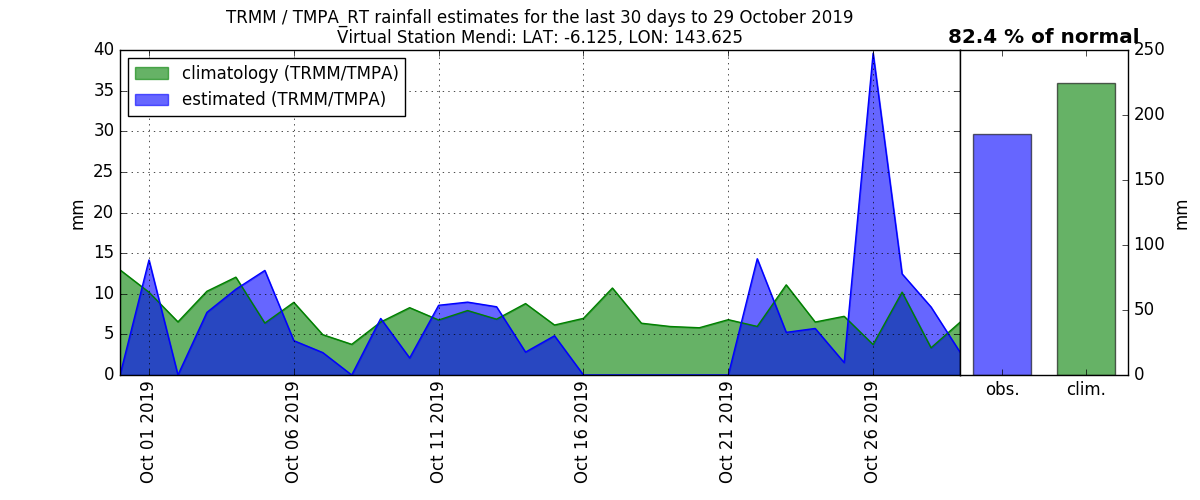 TRMM / TMPA_RT rainfall estimates for the last 30 days to 29 October 2019
Virtual Station Mendi: LAT: -6.125, LON: 143.625
82.4 % of normal
climatology (TRMM/TMPA)
estimated (TRMM/TMPA)
mm
40
35
30
25
20
15
10
5
0
Oct 01 2019
Oct 06 2019
Oct 11 2019
Oct 16 2019
Oct 21 2019
Oct 26 2019
obs.
clim.
250
200
150
100
50
0
mm